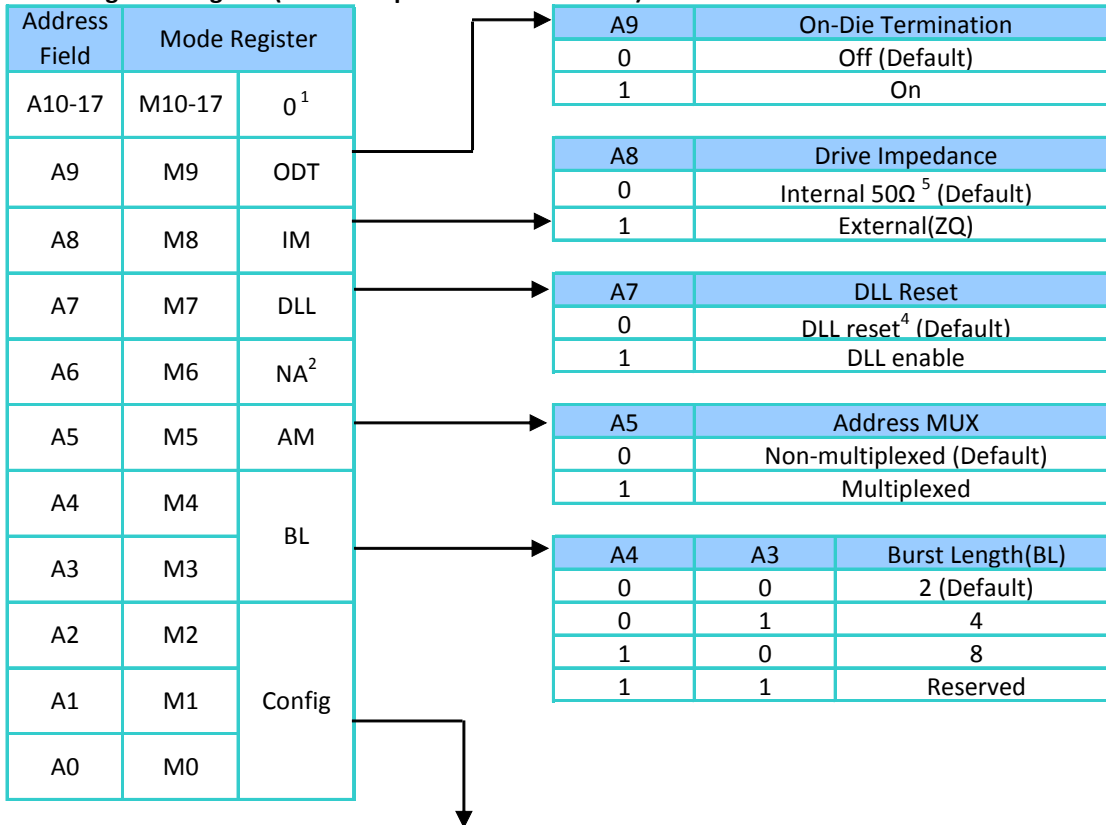 Address Field Mode Register
A10-17 M10-17 0¹
A9 M9 ODT
A8 M8 IM
A7 M7 DLL
A6 M6 NA²
A5 M5 AM
A4 M4 BL
A3 M3
A2 M2 Config
A1 M1
A0 M0
A9 On-Die Termination
0 Off (Default)
1 On
A8 Drive Impedance
0 Internal 50Ω ⁵ (Default)
1 External(ZQ)
A7 DLL Reset
0 DLL reset⁴ (Default)
1 DLL enable
A5 Address MUX
0 Non-multiplexed (Default)
1 Multiplexed
A4 A3 Burst Length(BL)
0 0 2 (Default)
0 1 4
1 0 8
1 1 Reserved